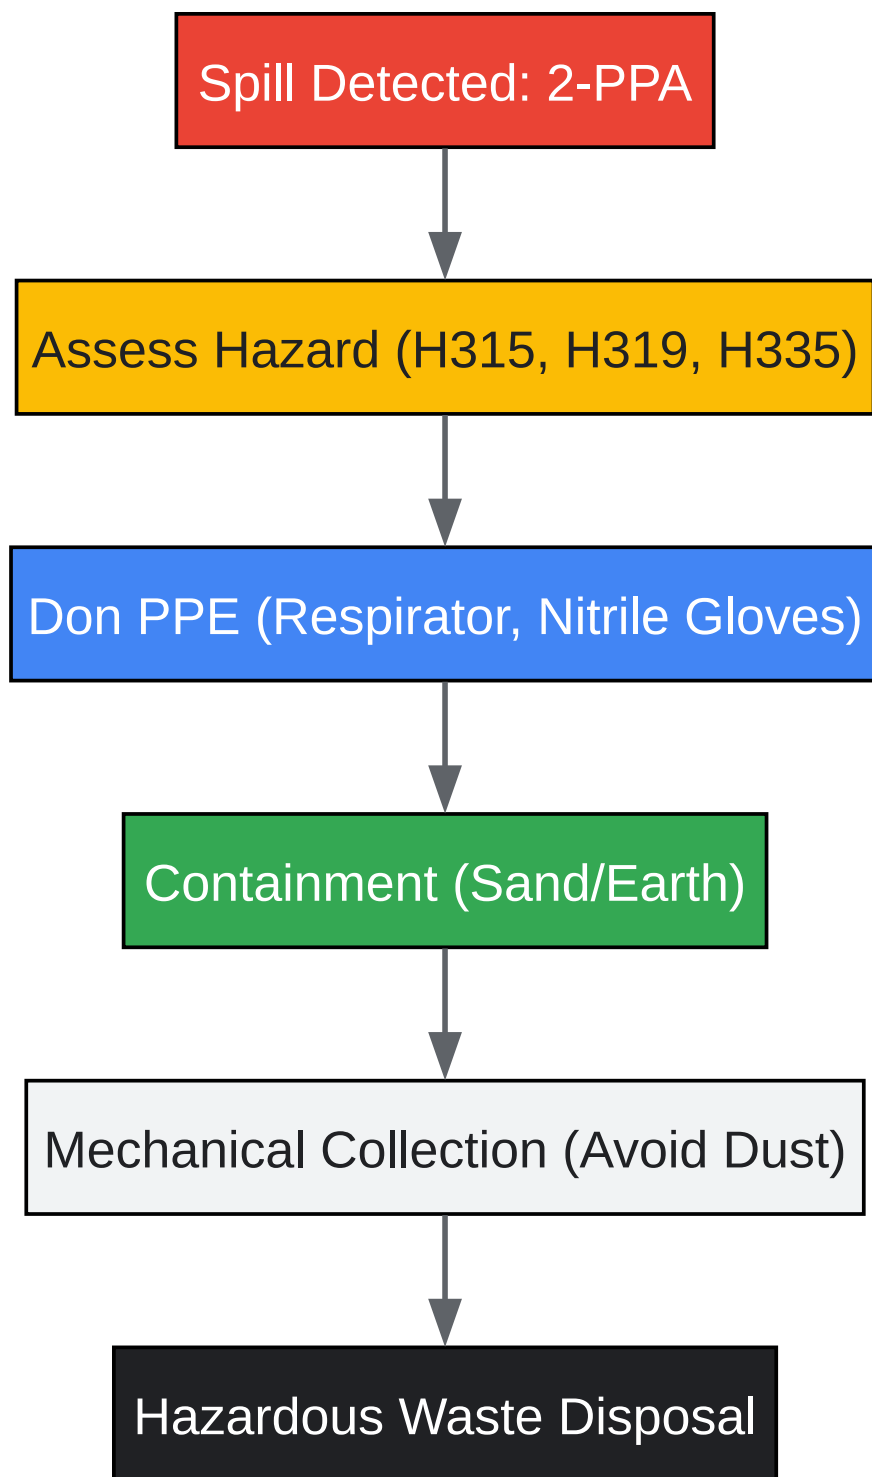 Spill Detected: 2-PPA
Assess Hazard (H315, H319, H335)
Don PPE (Respirator, Nitrile Gloves)
Containment (Sand/Earth)
Mechanical Collection (Avoid Dust)
Hazardous Waste Disposal